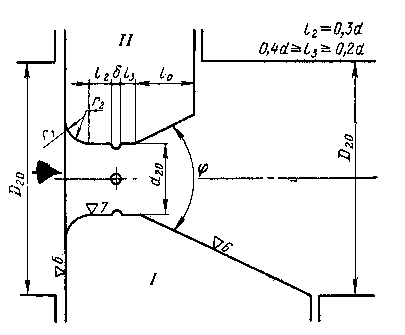 II
l₂=0,3d
0,4d≥l₃≥0,2d
l₂ δ l₃ l₀
r₂
r₁
D₂₀
d₂₀
φ
D₂₀
▽7
▽6
▽6
I